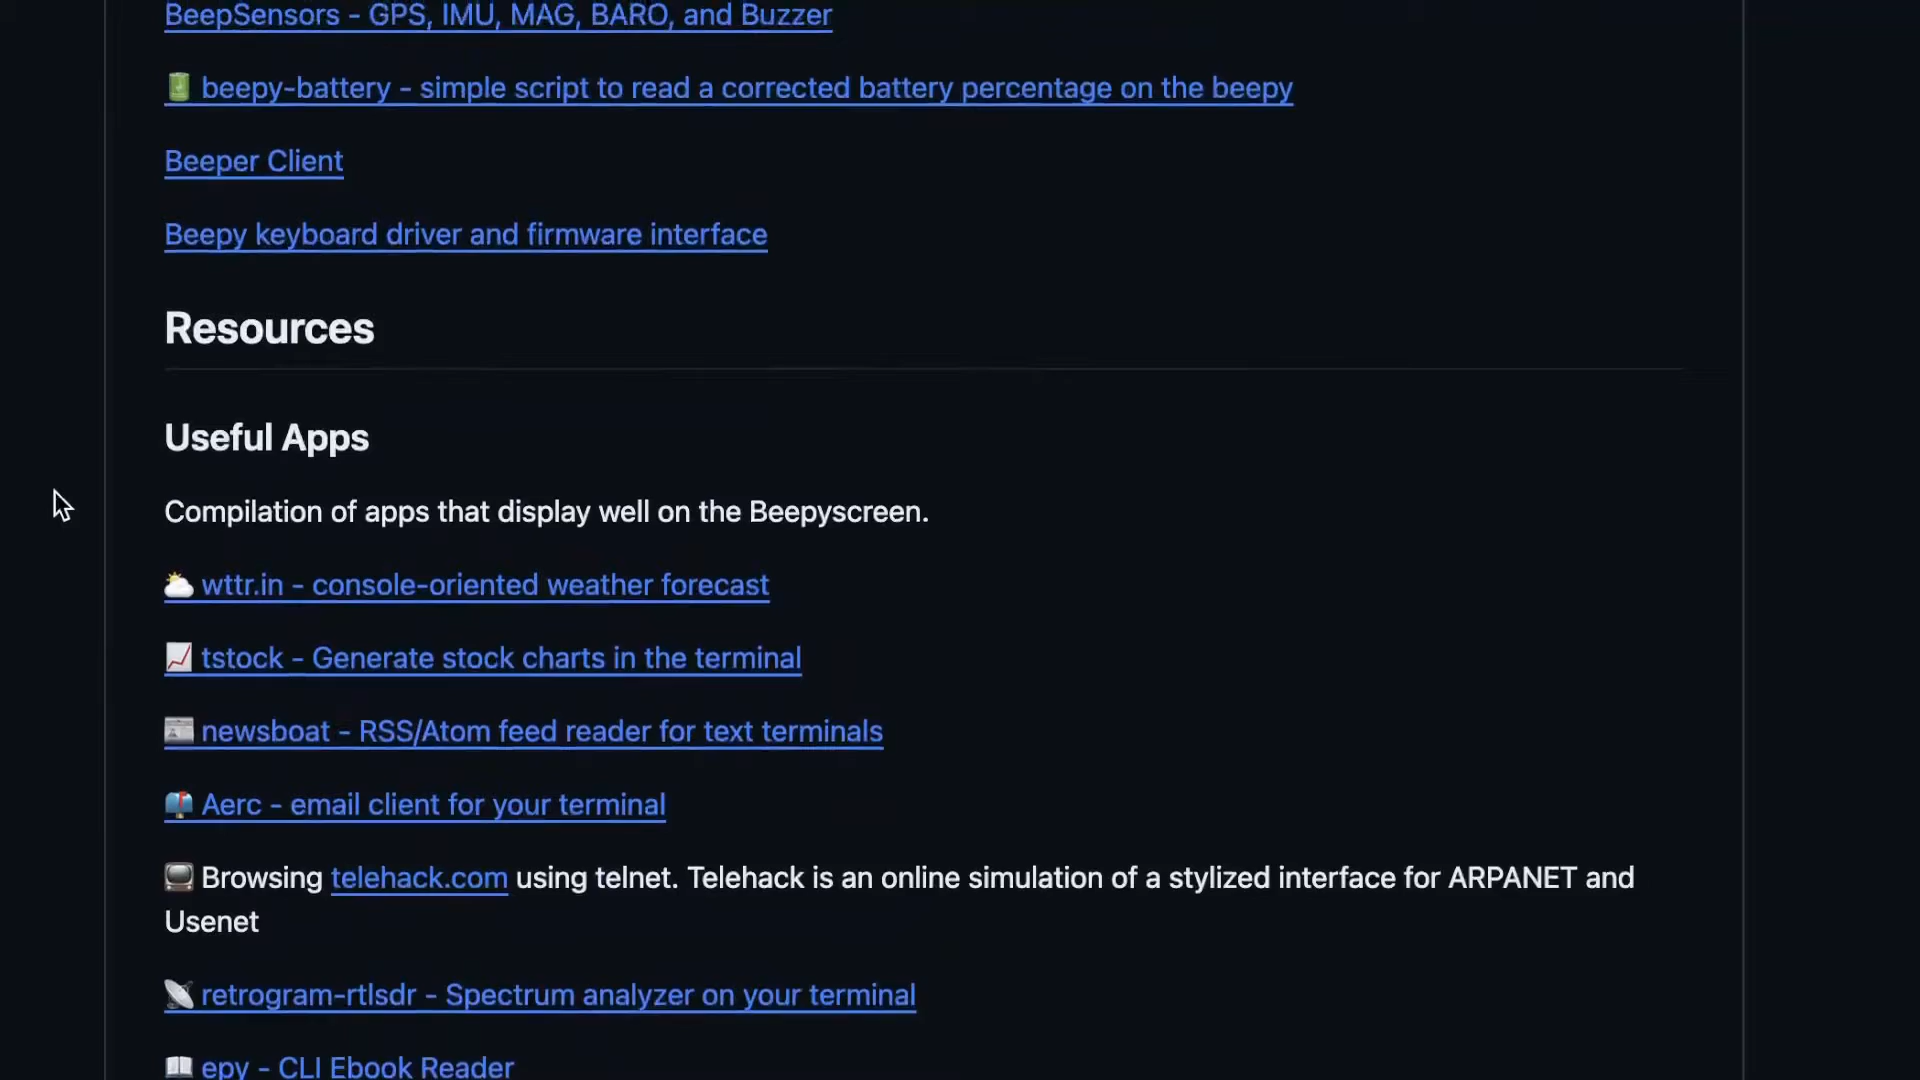 BeepSensors - GPS, IMU, MAG, BARO, and Buzzer
beepy-battery - simple script to read a corrected battery percentage on the beepy
Beeper Client
Beepy keyboard driver and firmware interface
Resources
Useful Apps
Compilation of apps that display well on the Beepyscreen.
wttr.in - console-oriented weather forecast
tstock - Generate stock charts in the terminal
newsboat - RSS/Atom feed reader for text terminals
Aerc - email client for your terminal
Browsing telehack.com using telnet. Telehack is an online simulation of a stylized interface for ARPANET and
Usenet
retrogram-rtlsdr - Spectrum analyzer on your terminal
epy - CLI Ebook Reader